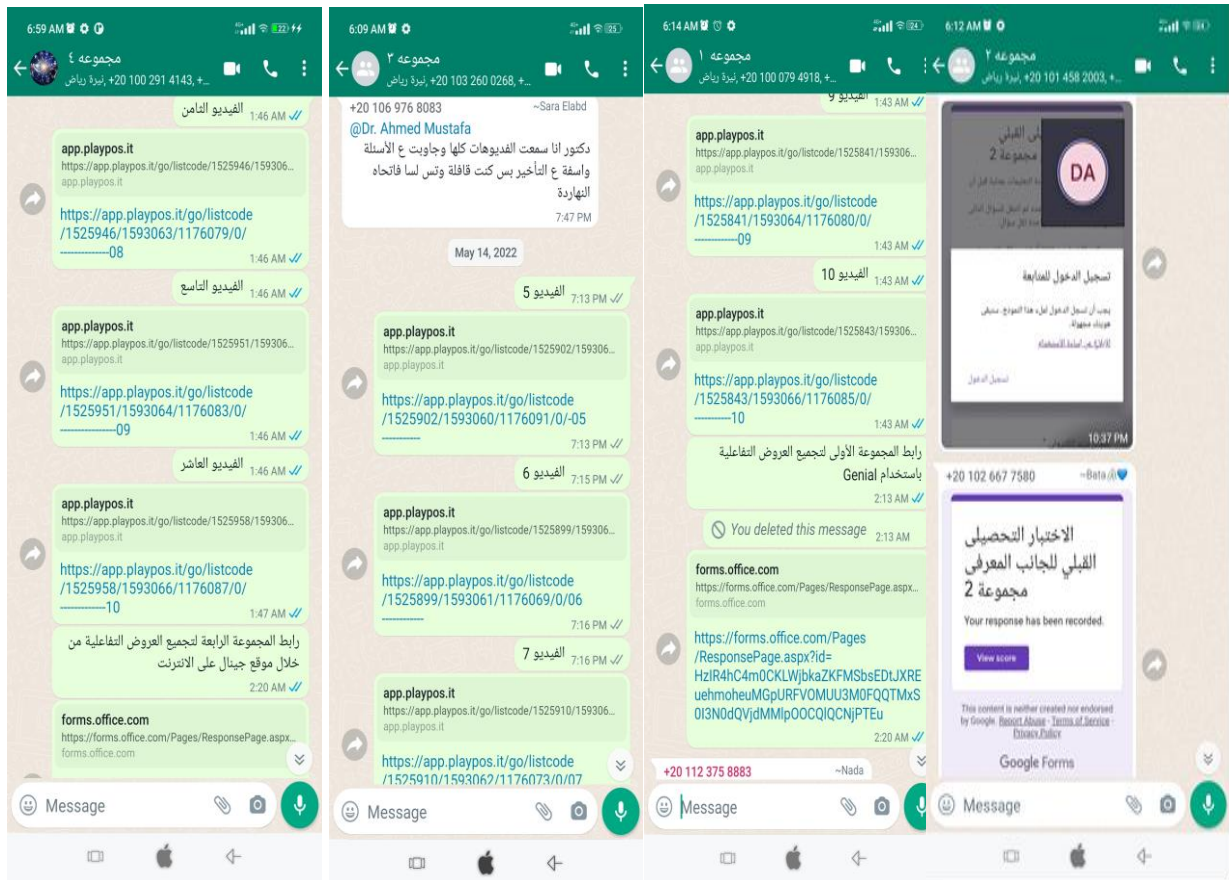 6:59 AM
22
مجموعه ٤
نيرة رياض, +20 100 291 4143, +...
الفيديو الثامن
1:46 AM
app.playpos.it
https://app.playpos.it/go/listcode/1525946/159306...
app.playpos.it
https://app.playpos.it/go/listcode
/1525946/1593063/1176079/0/
--------------08
1:46 AM
الفيديو التاسع
1:46 AM
app.playpos.it
https://app.playpos.it/go/listcode/1525951/159306...
app.playpos.it
https://app.playpos.it/go/listcode
/1525951/1593064/1176083/0/
----------------09
1:46 AM
الفيديو العاشر
1:46 AM
app.playpos.it
https://app.playpos.it/go/listcode/1525958/159306...
app.playpos.it
https://app.playpos.it/go/listcode
/1525958/1593066/1176087/0/
-------------10
1:47 AM
رابط المجموعة الرابعة لتجميع العروض التفاعلية من
خلال موقع جينال على الانترنت
2:20 AM
forms.office.com
https://forms.office.com/Pages/ResponsePage.aspx...
forms.office.com
Message
6:09 AM
25
مجموعه ٣
نيرة رياض, +20 103 260 0268, +...
+20 106 976 8083 ~Sara Elabd
@Dr. Ahmed Mustafa
دكتور انا سمعت الفديوهات كلها وجاوبت ع الأسئلة
واسفة ع التأخير بس كنت قافلة وتس لسا فاتحاه
النهاردة
7:47 PM
May 14, 2022
الفيديو 5
7:13 PM
app.playpos.it
https://app.playpos.it/go/listcode/1525902/159306...
app.playpos.it
https://app.playpos.it/go/listcode
/1525902/1593060/1176091/0/-05
------------
7:13 PM
الفيديو 6
7:15 PM
app.playpos.it
https://app.playpos.it/go/listcode/1525899/159306...
app.playpos.it
https://app.playpos.it/go/listcode
/1525899/1593061/1176069/0/06
-------------
7:16 PM
الفيديو 7
7:16 PM
app.playpos.it
https://app.playpos.it/go/listcode/1525910/159306...
app.playpos.it
https://app.playpos.it/go/listcode
/1525910/1593062/1176073/0/07
Message
6:14 AM
24
مجموعه ١
نيرة رياض, +20 100 079 4918, +...
الفيديو 9
1:43 AM
app.playpos.it
https://app.playpos.it/go/listcode/1525841/159306...
app.playpos.it
https://app.playpos.it/go/listcode
/1525841/1593064/1176080/0/
-------------09
1:43 AM
الفيديو 10
1:43 AM
app.playpos.it
https://app.playpos.it/go/listcode/1525843/159306...
app.playpos.it
https://app.playpos.it/go/listcode
/1525843/1593066/1176085/0/
-----------10
1:43 AM
رابط المجموعة الأولى لتجميع العروض التفاعلية
باستخدام Genial
2:13 AM
You deleted this message
2:13 AM
forms.office.com
https://forms.office.com/Pages/ResponsePage.aspx...
forms.office.com
https://forms.office.com/Pages
/ResponsePage.aspx?id=
HzIR4hC4m0CKLWjbkaZKFMSbsEDtJXRE
uehmoheuMGpURFVOMUU3M0FQQTMxS
0I3N0dQVjdMMlpOOCQlQCNjPTEu
2:20 AM
+20 112 375 8883 ~Nada
Message
6:12 AM
مجموعه ٢
نيرة رياض, +20 101 458 2003, +...
القبلي
مجموعة 2
DA
تسجيل الدخول للمتابعة
يجب أن تسجل الدخول لملء هذا النموذج. ستبقى
هويتك مجهولة.
تسجيل الدخول
10:37 PM
+20 102 667 7580 ~Bata
الاختبار التحصيلى
القبلي للجانب المعرفى
مجموعة 2
Your response has been recorded.
View score
This content is neither created nor endorsed
by Google. Report Abuse - Terms of Service -
Privacy Policy
Google Forms
Message